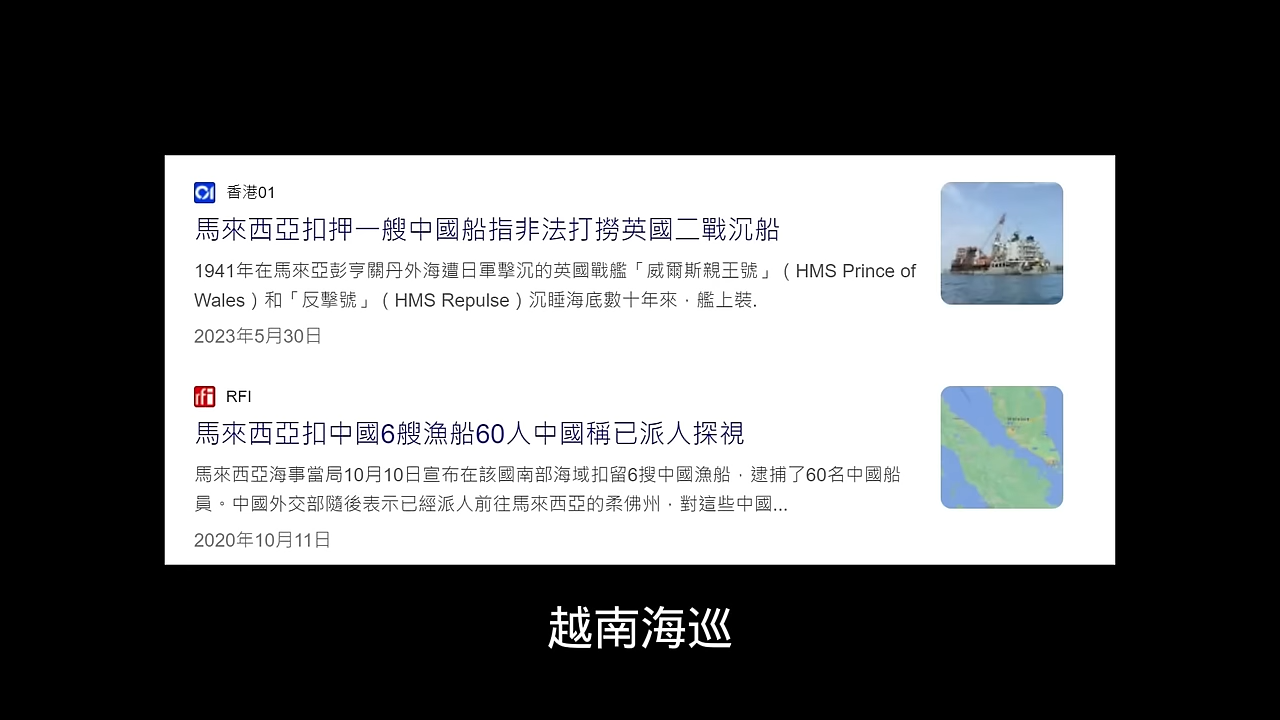 香港01
馬來西亞扣押一艘中國船指非法打撈英國二戰沉船
1941年在馬來亞彭亨關丹外海遭日軍擊沉的英國戰艦「威爾斯親王號」（HMS Prince of
Wales）和「反擊號」（HMS Repulse）沉睡海底數十年來，艦上裝.
2023年5月30日
rfi RFI
馬來西亞扣中國6艘漁船60人中國稱已派人探視
馬來西亞海事當局10月10日宣布在該國南部海域扣留6搜中國漁船，逮捕了60名中國船
員。中國外交部隨後表示已經派人前往馬來西亞的柔佛州，對這些中國...
2020年10月11日
越南海巡